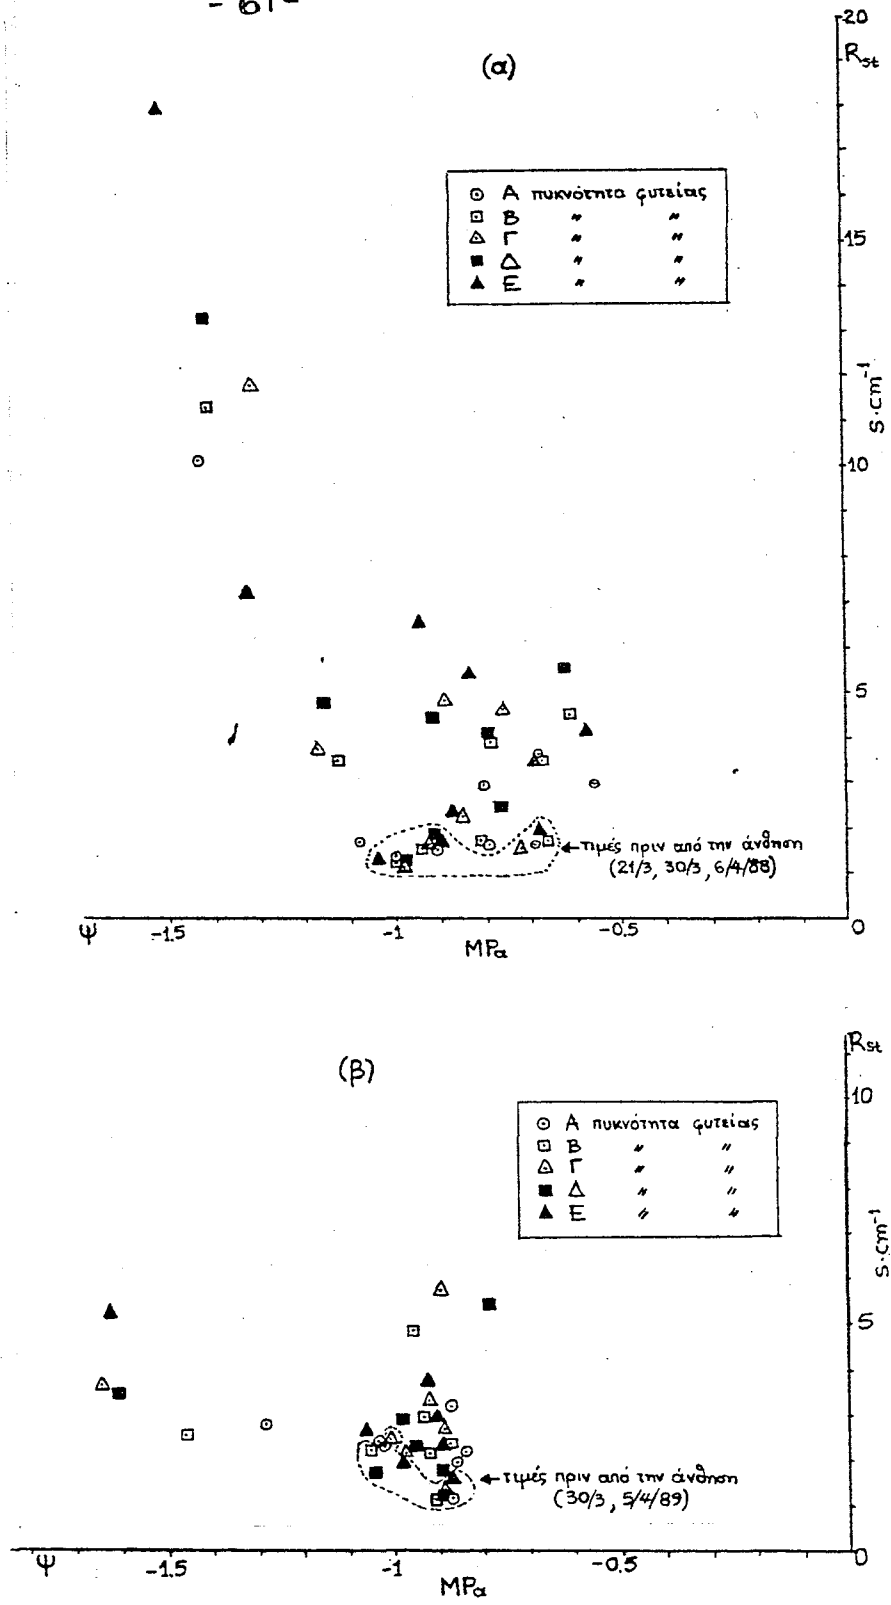 - 61 -
20
Rst
(α)
⊙ Α πυκνότητα φυτείας
⊡ Β " "
Γ " "
■ Δ " "
▲ Ε " "
15
s·cm⁻¹
10
5
τιμές πριν από την άνθηση
(21/3, 30/3, 6/4/88)
0
Ψ -1.5 -1 -0.5
MPa
Rst
(β)
10
⊙ Α πυκνότητα φυτείας
⊡ Β " "
Γ " "
■ Δ " "
▲ Ε " "
s·cm⁻¹
5
τιμές πριν από την άνθηση
(30/3, 5/4/89)
0
Ψ -1.5 -1 -0.5
MPa